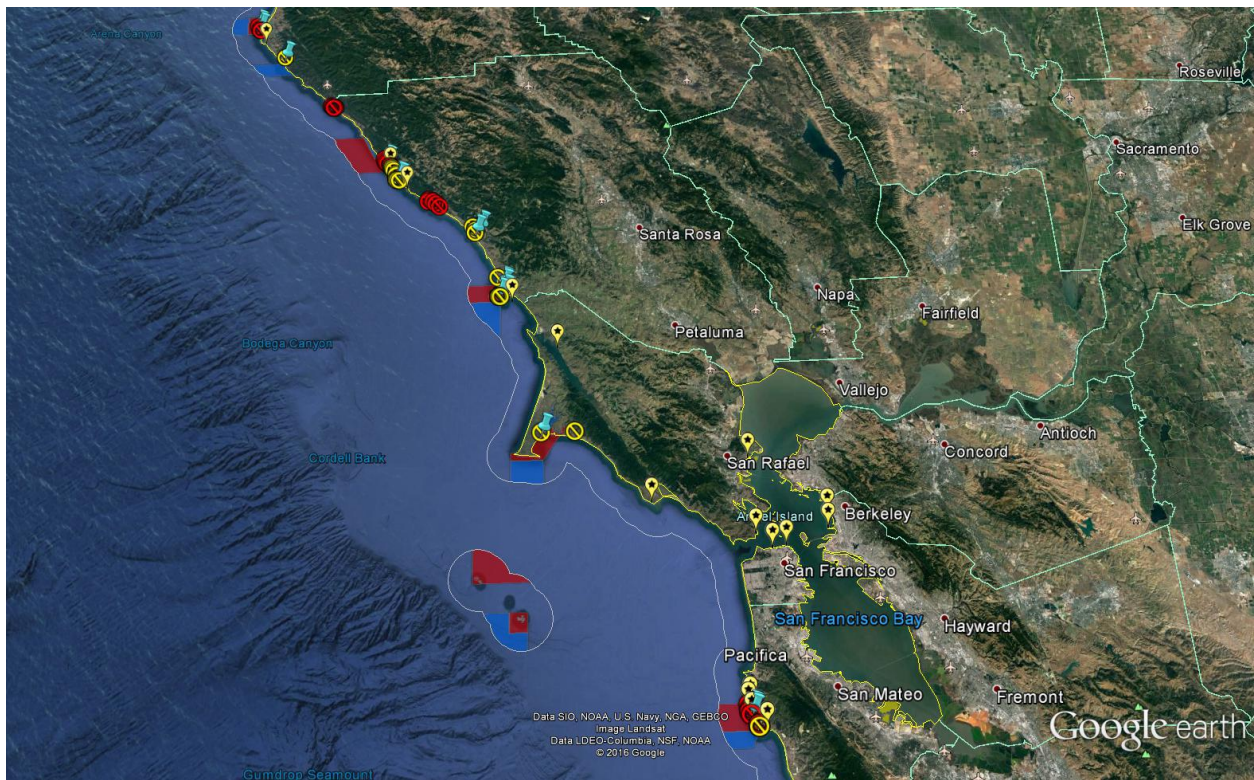 Arena Canyon
Roseville
Sacramento
Elk Grove
Santa Rosa
Napa
Fairfield
Bodega Canyon
Petaluma
Vallejo
Antioch
Cordell Bank
San Rafael
Concord
Berkeley
San Francisco
San Francisco Bay
Hayward
Pacifica
San Mateo
Fremont
Data SIO, NOAA, U.S. Navy, NGA, GEBCO
Image Landsat
Data LDEO-Columbia, NSF, NOAA
© 2016 Google
Google earth
Gumdrop Seamount